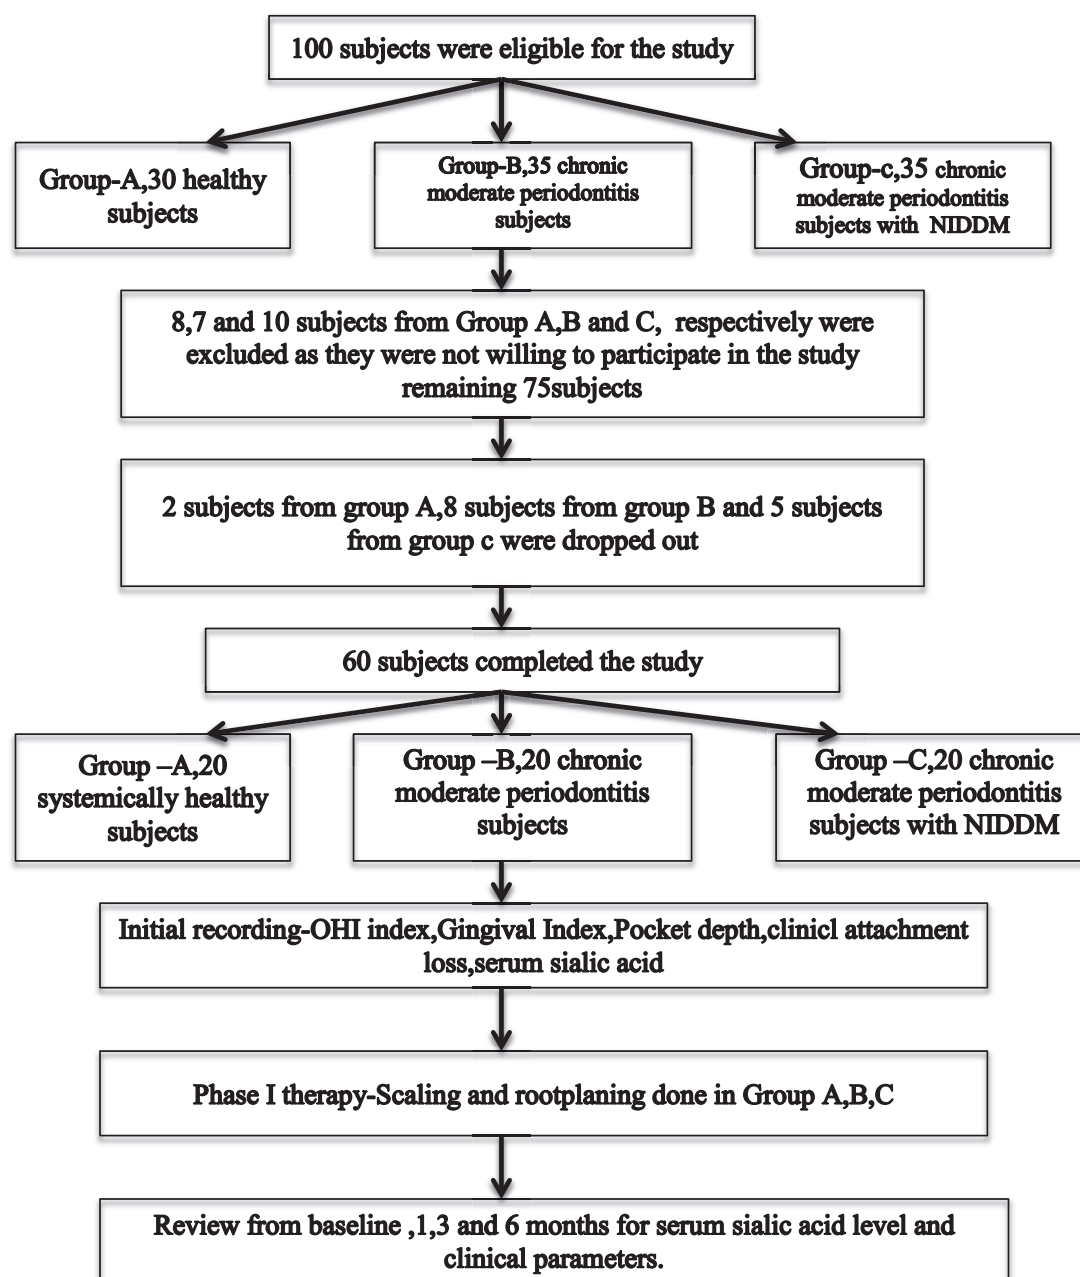 100 subjects were eligible for the study
Group-A,30 healthy
subjects
Group-B,35 chronic
moderate periodontitis
subjects
Group-c,35 chronic
moderate periodontitis
subjects with NIDDM
8,7 and 10 subjects from Group A,B and C, respectively were
excluded as they were not willing to participate in the study
remaining 75subjects
2 subjects from group A,8 subjects from group B and 5 subjects
from group c were dropped out
60 subjects completed the study
Group –A,20
systemically healthy
subjects
Group –B,20 chronic
moderate periodontitis
subjects
Group –C,20 chronic
moderate periodontitis
subjects with NIDDM
Initial recording-OHI index,Gingival Index,Pocket depth,clinicl attachment
loss,serum sialic acid
Phase I therapy-Scaling and rootplaning done in Group A,B,C
Review from baseline ,1,3 and 6 months for serum sialic acid level and
clinical parameters.